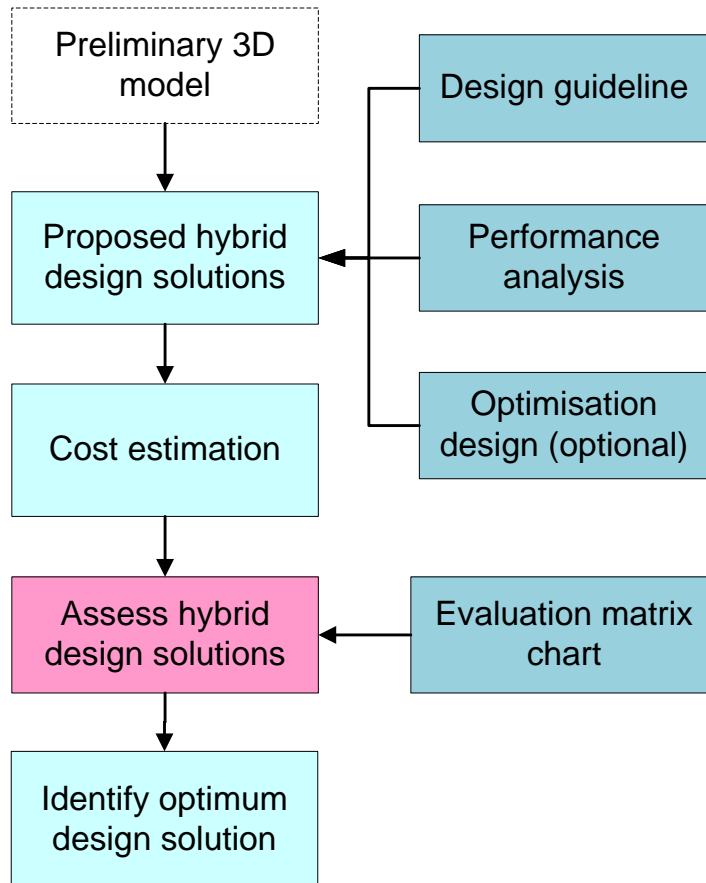 Preliminary 3D
model
Design guideline
Proposed hybrid
design solutions
Performance
analysis
Optimisation
design (optional)
Cost estimation
Assess hybrid
design solutions
Evaluation matrix
chart
Identify optimum
design solution